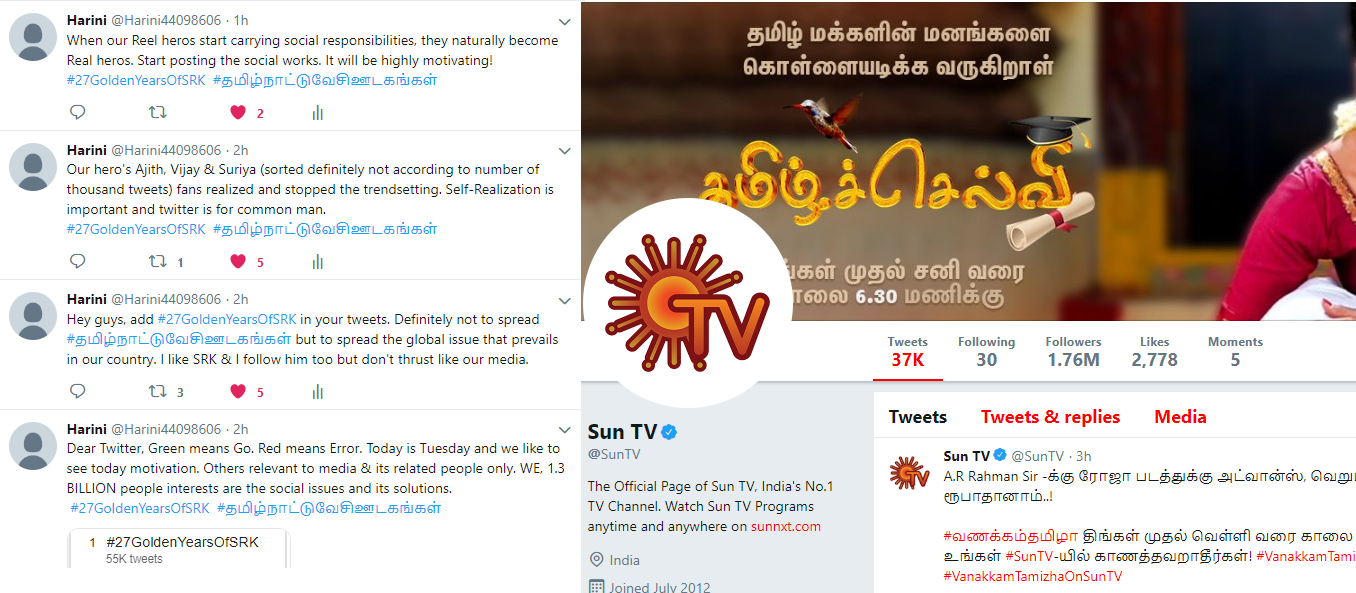 Harini @Harini44098606 · 1h
When our Reel heros start carrying social responsibilities, they naturally become
Real heros. Start posting the social works. It will be highly motivating!
#27GoldenYearsOfSRK #தமிழ்நாட்டுவேசிஊடகங்கள்
2
Harini @Harini44098606 · 2h
Our hero's Ajith, Vijay & Suriya (sorted definitely not according to number of
thousand tweets) fans realized and stopped the trendsetting. Self-Realization is
important and twitter is for common man.
#27GoldenYearsOfSRK #தமிழ்நாட்டுவேசிஊடகங்கள்
1 5
Harini @Harini44098606 · 2h
Hey guys, add #27GoldenYearsOfSRK in your tweets. Definitely not to spread
#தமிழ்நாட்டுவேசிஊடகங்கள் but to spread the global issue that prevails
in our country. I like SRK & I follow him too but don't thrust like our media.
3 5
Harini @Harini44098606 · 2h
Dear Twitter, Green means Go. Red means Error. Today is Tuesday and we like to
see today motivation. Others relevant to media & its related people only. WE, 1.3
BILLION people interests are the social issues and its solutions.
#27GoldenYearsOfSRK #தமிழ்நாட்டுவேசிஊடகங்கள்
1 #27GoldenYearsOfSRK
55K tweets
தமிழ் மக்களின் மனங்களை
கொள்ளையடிக்க வருகிறாள்
தமிழ்ச்செல்வி
முதல் சனி வரை
6.30 மணிக்கு
TV
Tweets Following Followers Likes Moments
37K 30 1.76M 2,778 5
Sun TV
@SunTV
The Official Page of Sun TV, India's No.1
TV Channel. Watch Sun TV Programs
anytime and anywhere on sunnxt.com
India
Joined July 2012
Tweets Tweets & replies Media
Sun TV @SunTV · 3h
A.R Rahman Sir -க்கு ரோஜா படத்துக்கு அட்வான்ஸ், வெறு
ரூபாதானாம்..!
#வணக்கம்தமிழா திங்கள் முதல் வெள்ளி வரை காலை
உங்கள் #SunTV-யில் காணத்தவறாதீர்கள்! #VanakkamTami
#VanakkamTamizhaOnSunTV